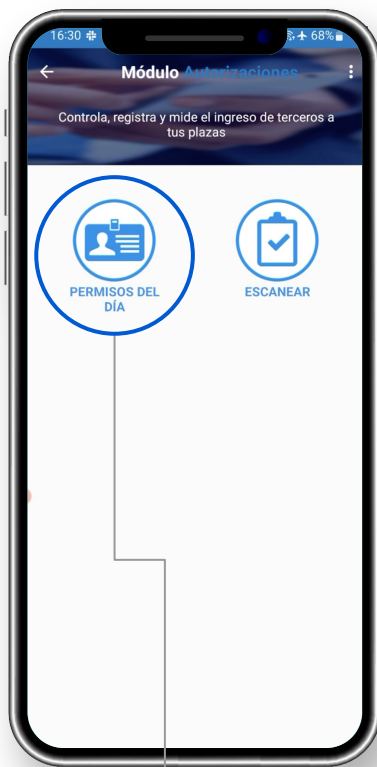 16:30 68%
Módulo Autorizaciones
Controla, registra y mide el ingreso de terceros a
tus plazas
PERMISOS DEL
DÍA
ESCANEAR